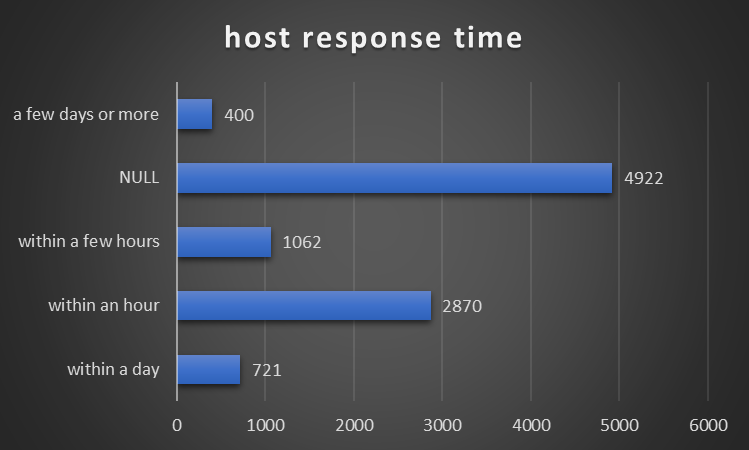 host response time
a few days or more 400
NULL 4922
within a few hours 1062
within an hour 2870
within a day 721
0 1000 2000 3000 4000 5000 6000